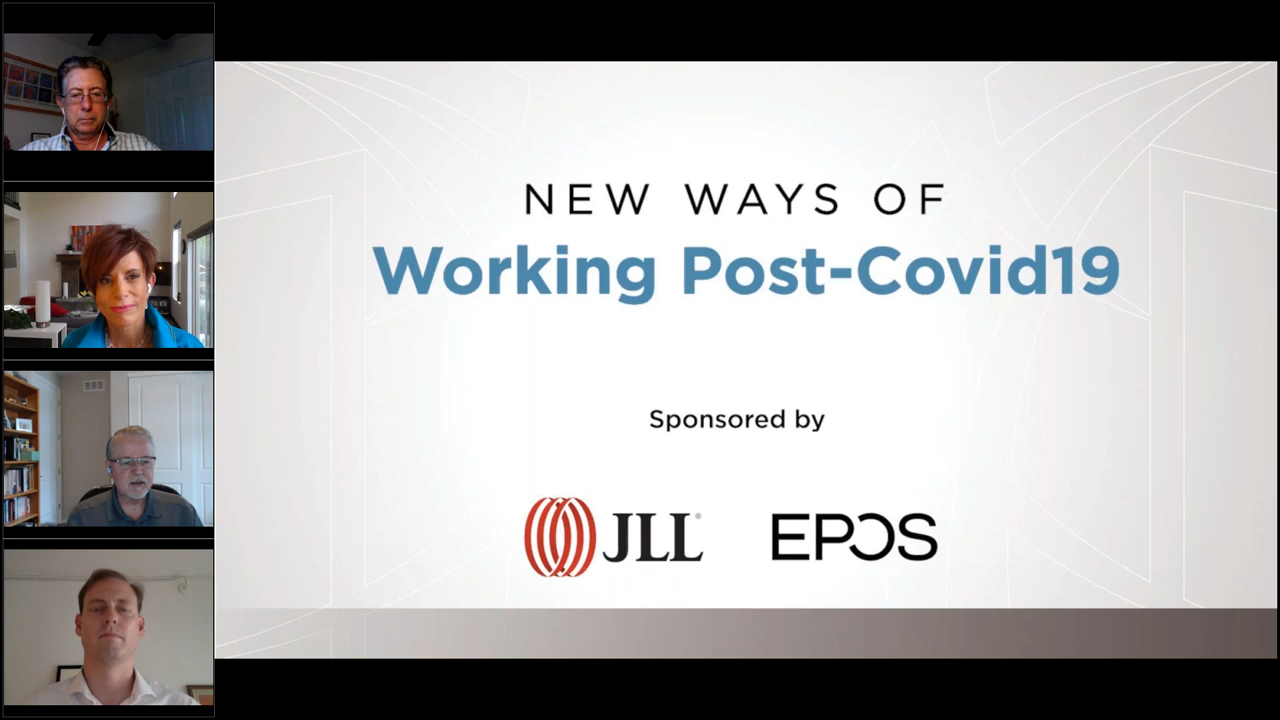 NEW WAYS OF
Working Post-Covid19
Sponsored by
JLL®
EPOS